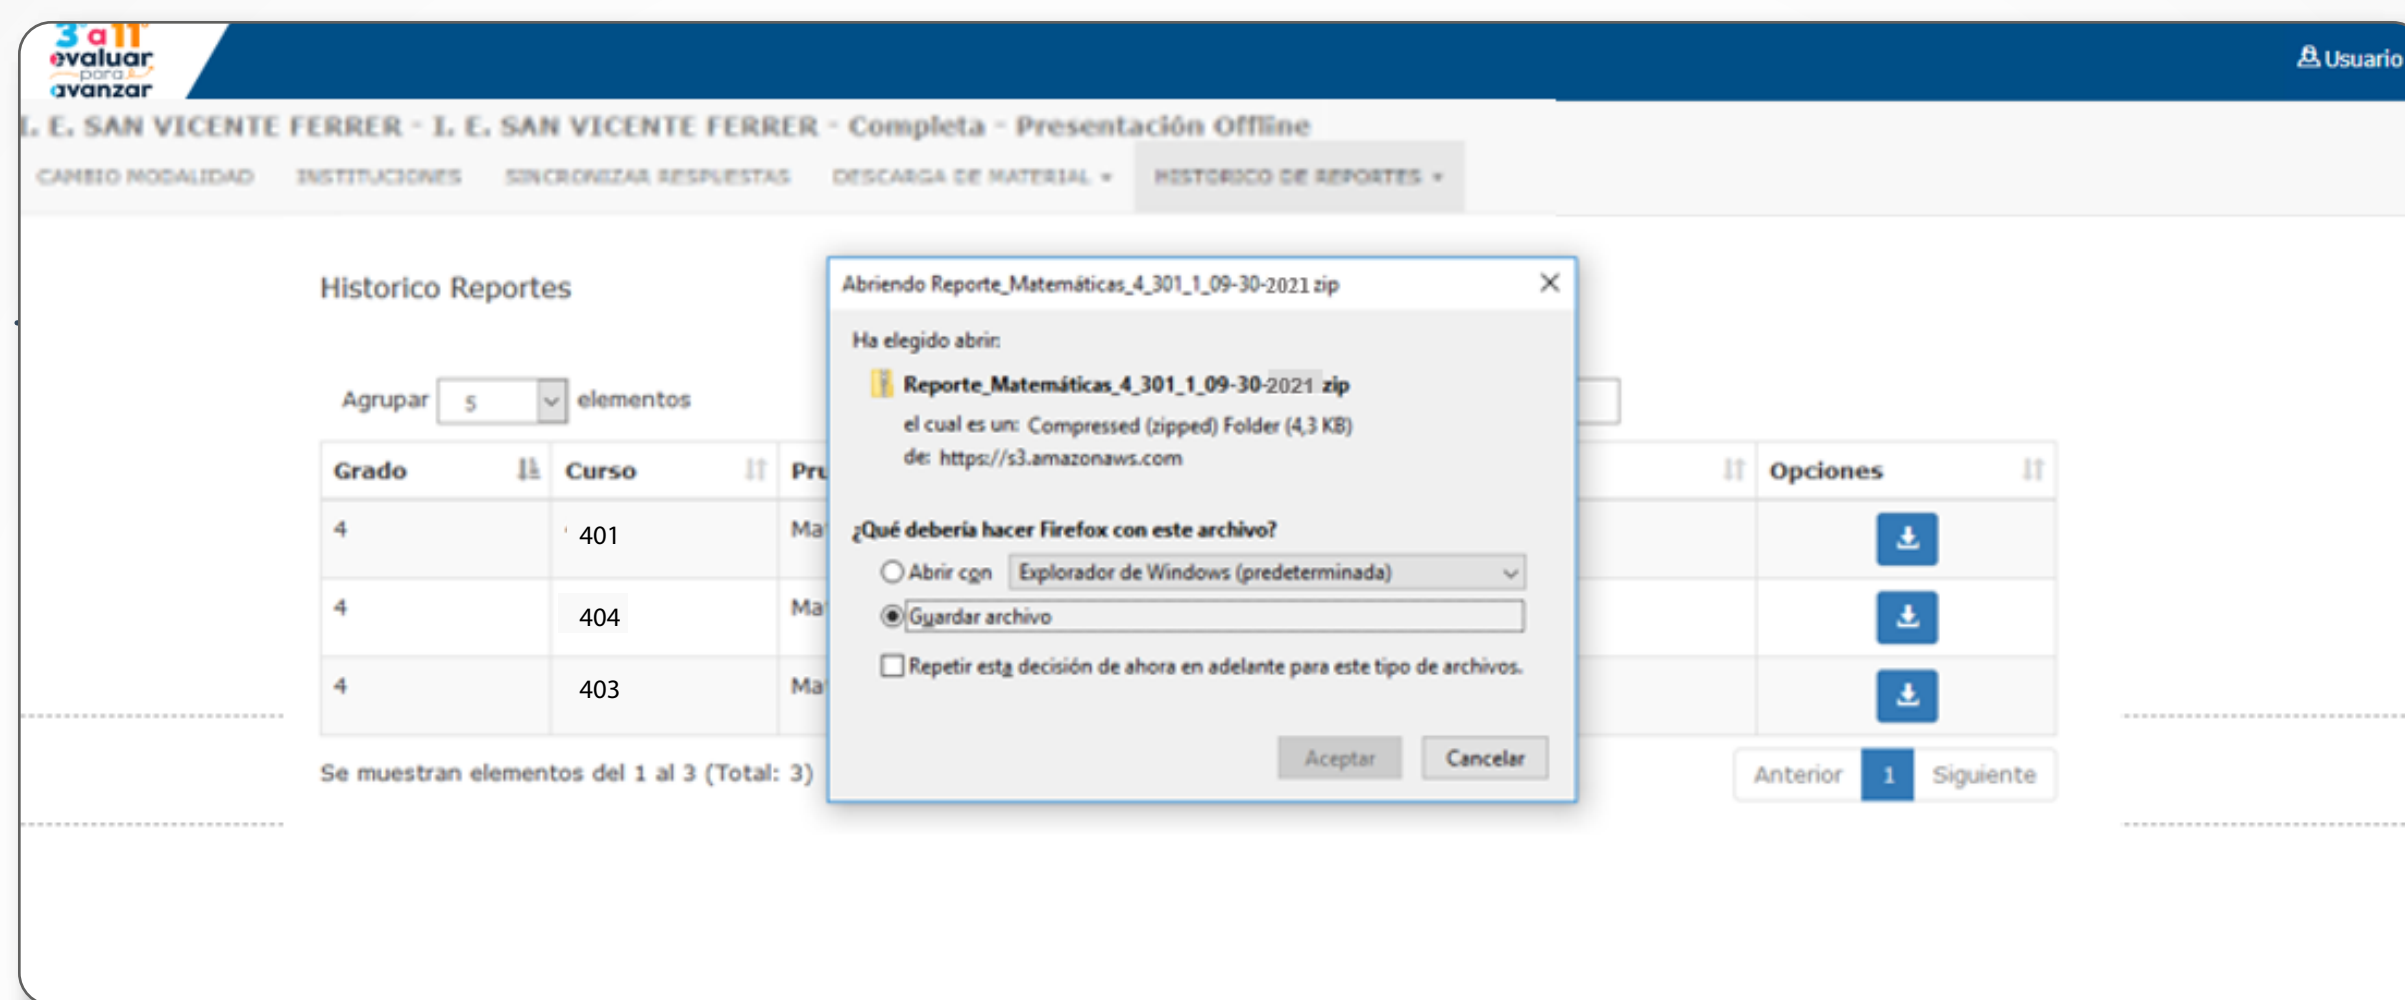 3° a 11°
evaluar
para
avanzar
Usuario
I. E. SAN VICENTE FERRER - I. E. SAN VICENTE FERRER - Completa - Presentación Offline
CAMBIO MODALIDAD INSTITUCIONES SINCRONIZAR RESPUESTAS DESCARGA DE MATERIAL HISTORICO DE REPORTES
Historico Reportes
Agrupar 5 elementos
Grado Curso Pru Opciones
4 401 Ma
4 404 Ma
4 403 Ma
Se muestran elementos del 1 al 3 (Total: 3)
Anterior 1 Siguiente
Abriendo Reporte_Matemáticas_4_301_1_09-30-2021 zip
Ha elegido abrir:
Reporte_Matemáticas_4_301_1_09-30-2021 zip
el cual es un: Compressed (zipped) Folder (4,3 KB)
de: https://s3.amazonaws.com
¿Qué debería hacer Firefox con este archivo?
Abrir con Explorador de Windows (predeterminada)
Guardar archivo
Repetir esta decisión de ahora en adelante para este tipo de archivos.
Aceptar Cancelar